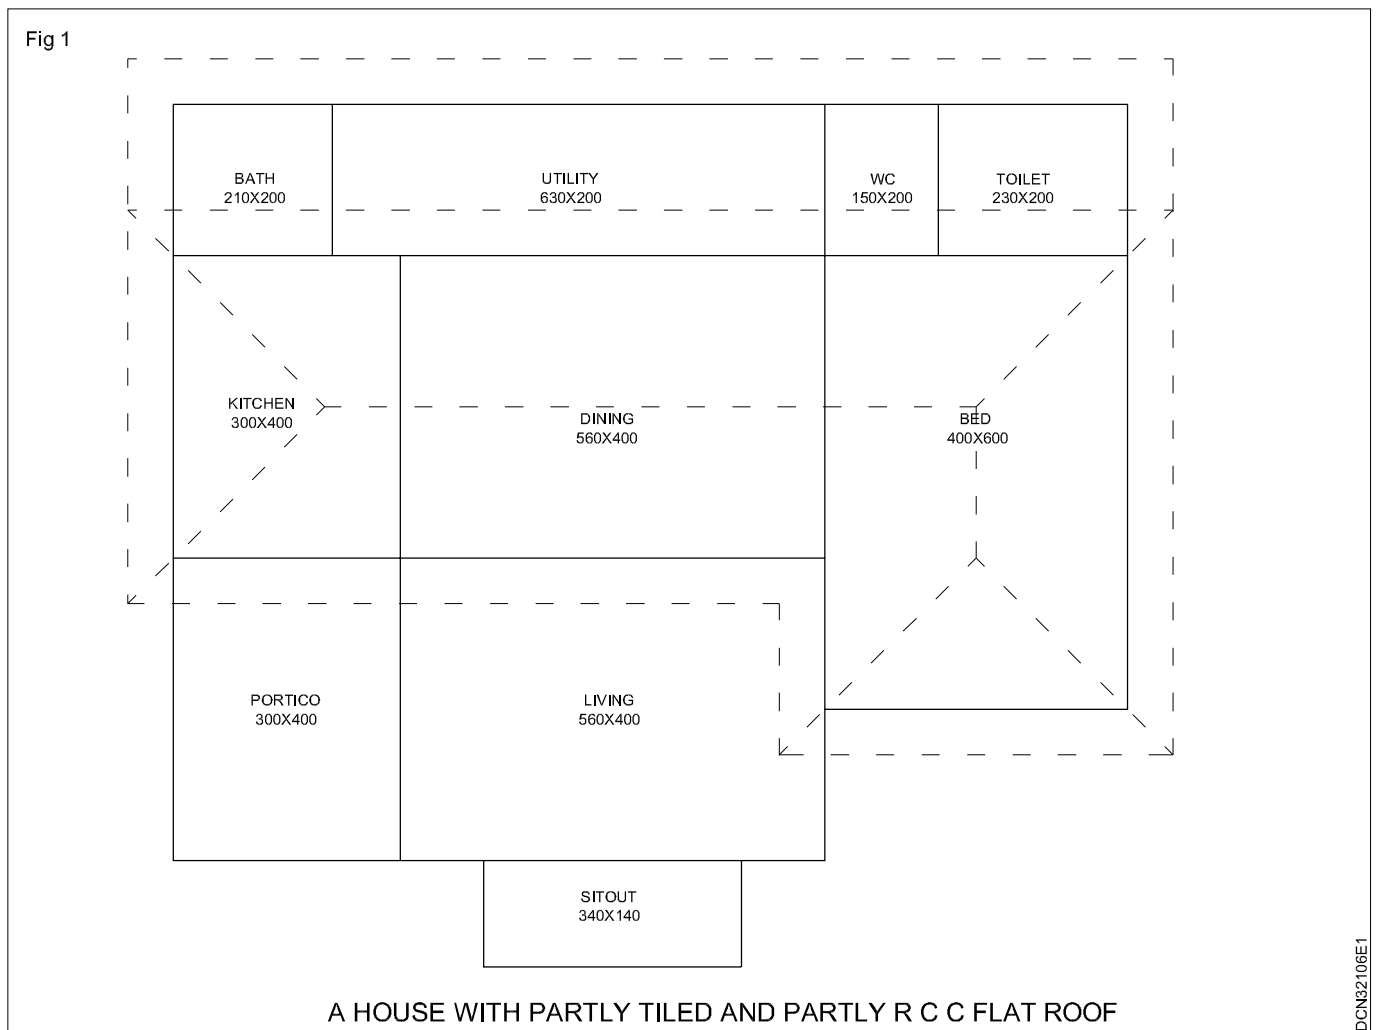 Fig 1
BATH
210X200
UTILITY
630X200
WC
150X200
TOILET
230X200
KITCHEN
300X400
DINING
560X400
BED
400X600
PORTICO
300X400
LIVING
560X400
SITOUT
340X140
A HOUSE WITH PARTLY TILED AND PARTLY R C C FLAT ROOF
DCN32106E1